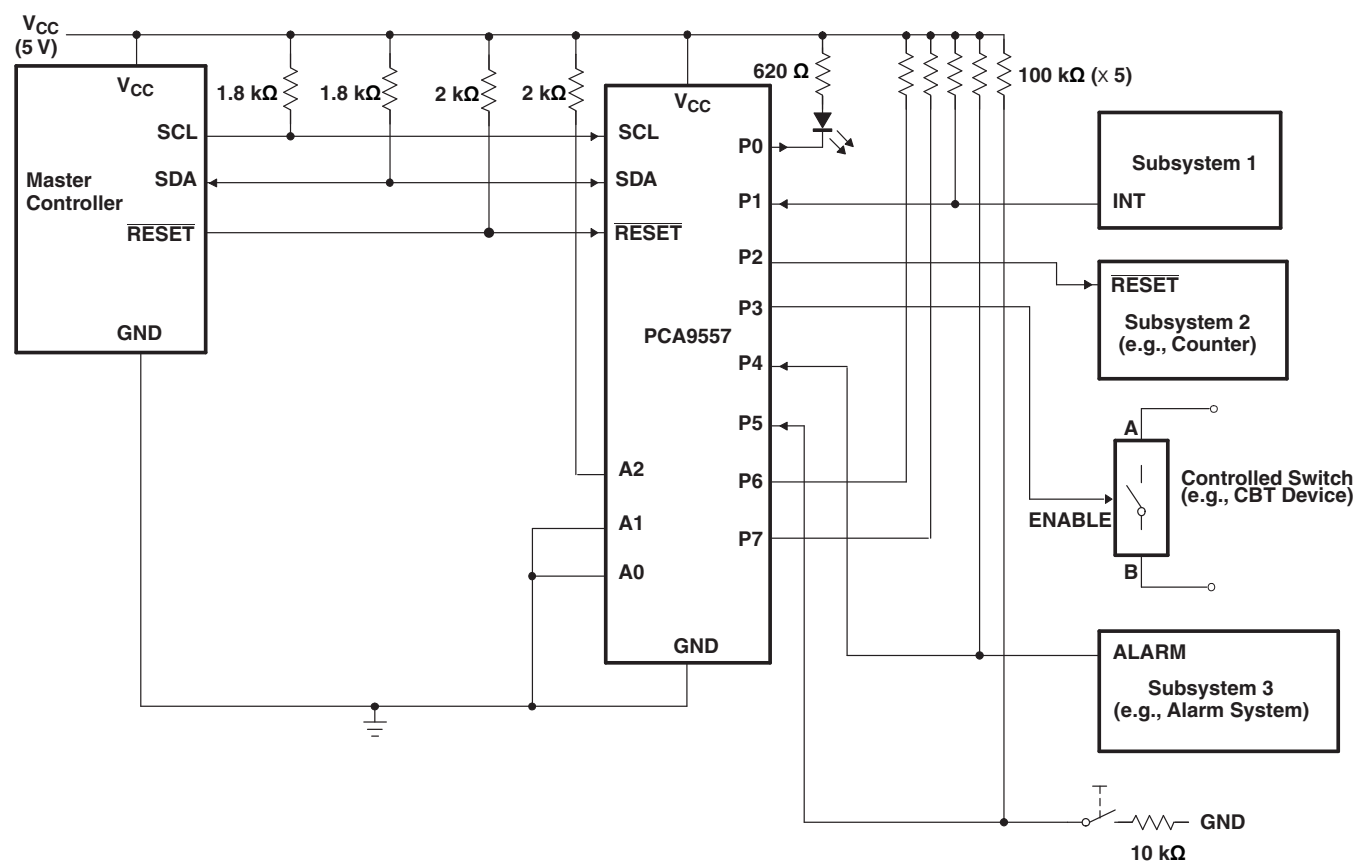 VCC
(5 V)
VCC
SCL
SDA
RESET
GND
Master
Controller
1.8 kΩ
1.8 kΩ
2 kΩ
2 kΩ
VCC
SCL
SDA
RESET
A2
A1
A0
GND
PCA9557
P0
P1
P2
P3
P4
P5
P6
P7
620 Ω
100 kΩ (x 5)
Subsystem 1
INT
RESET
Subsystem 2
(e.g., Counter)
A
ENABLE
B
Controlled Switch
(e.g., CBT Device)
ALARM
Subsystem 3
(e.g., Alarm System)
GND
10 kΩ